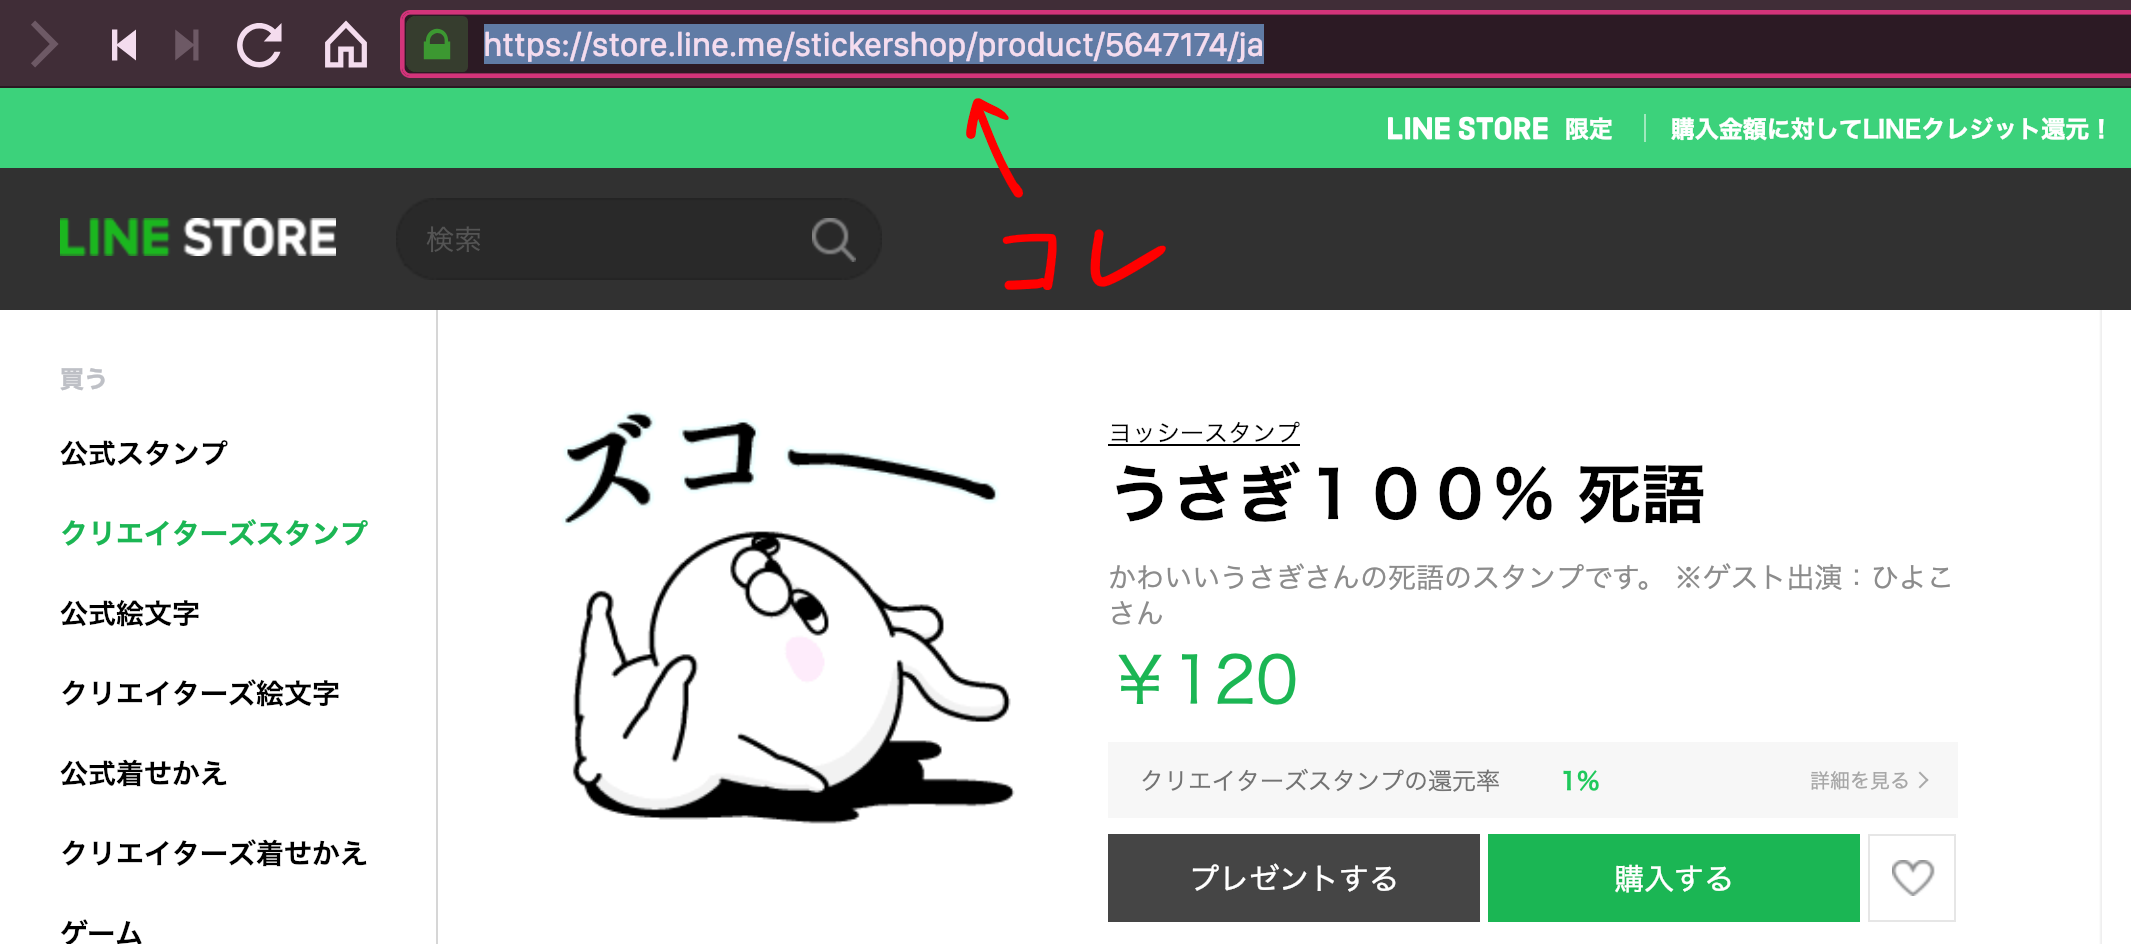 https://store.line.me/stickershop/product/5647174/ja
LINE STORE 限定 | 購入金額に対してLINEクレジット還元！
コレ
LINE STORE
検索
買う
公式スタンプ
クリエイターズスタンプ
公式絵文字
クリエイターズ絵文字
公式着せかえ
クリエイターズ着せかえ
ゲーム
ズコー
ヨッシースタンプ
うさぎ１００％ 死語
かわいいうさぎさんの死語のスタンプです。 ※ゲスト出演：ひよこ
さん
￥120
クリエイターズスタンプの還元率 1% 詳細を見る
プレゼントする 購入する